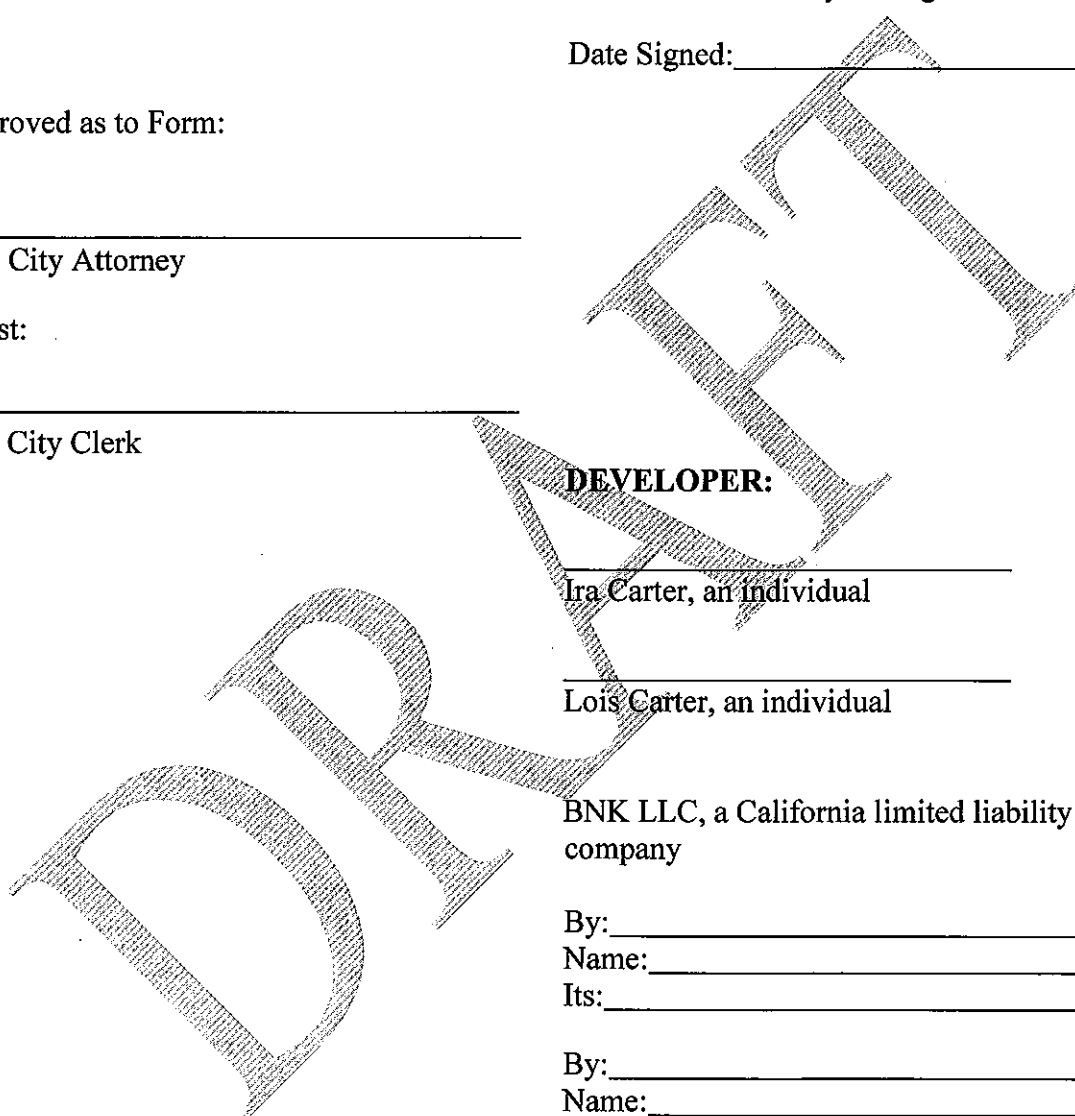 Date Signed:
roved as to Form:
City Attorney
st:
City Clerk
DEVELOPER:
Ira Carter, an individual
Lois Carter, an individual
BNK LLC, a California limited liability
company
By:
Name:
Its:
By:
Name:
DRAFT